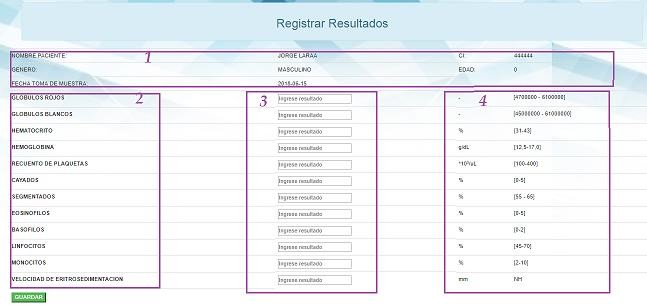 Registrar Resultados
NOMBRE PACIENTE: JORGE LARAA CI: 444444
1
GENERO: MASCULINO EDAD: 0
FECHA TOMA DE MUESTRA: 2018-06-15
2 3 4
GLOBULOS ROJOS Ingrese resultado - [4700000 - 6100000]
GLOBULOS BLANCOS Ingrese resultado - [45000000 - 61000000]
HEMATOCRITO Ingrese resultado % [31-43]
HEMOGLOBINA Ingrese resultado g/dL [12,5-17,0]
RECUENTO DE PLAQUETAS Ingrese resultado *10³/uL [100-400]
CAYADOS Ingrese resultado % [0-5]
SEGMENTADOS Ingrese resultado % [55 - 65]
EOSINOFILOS Ingrese resultado % [0-5]
BASOFILOS Ingrese resultado % [0-2]
LINFOCITOS Ingrese resultado % [45-70]
MONOCITOS Ingrese resultado % [2-10]
VELOCIDAD DE ERITROSEDIMENTACION Ingrese resultado mm NH
GUARDAR